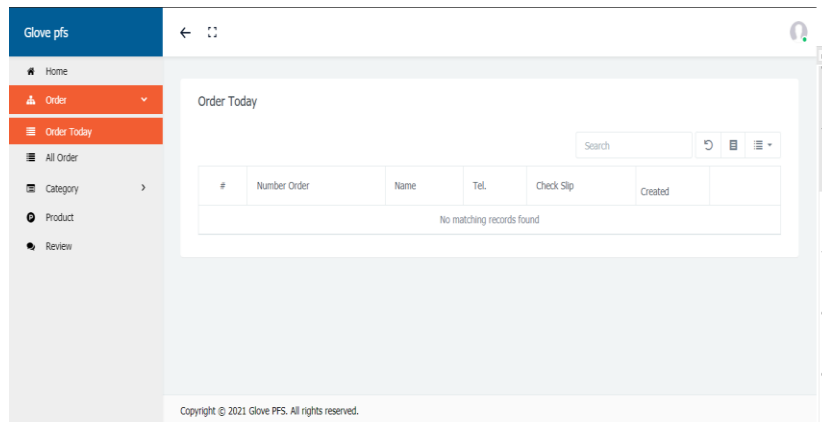 Glove pfs
Home
Order
Order Today
All Order
Category
Product
Review
Order Today
Search
# Number Order Name Tel. Check Slip Created
No matching records found
Copyright © 2021 Glove PFS. All rights reserved.